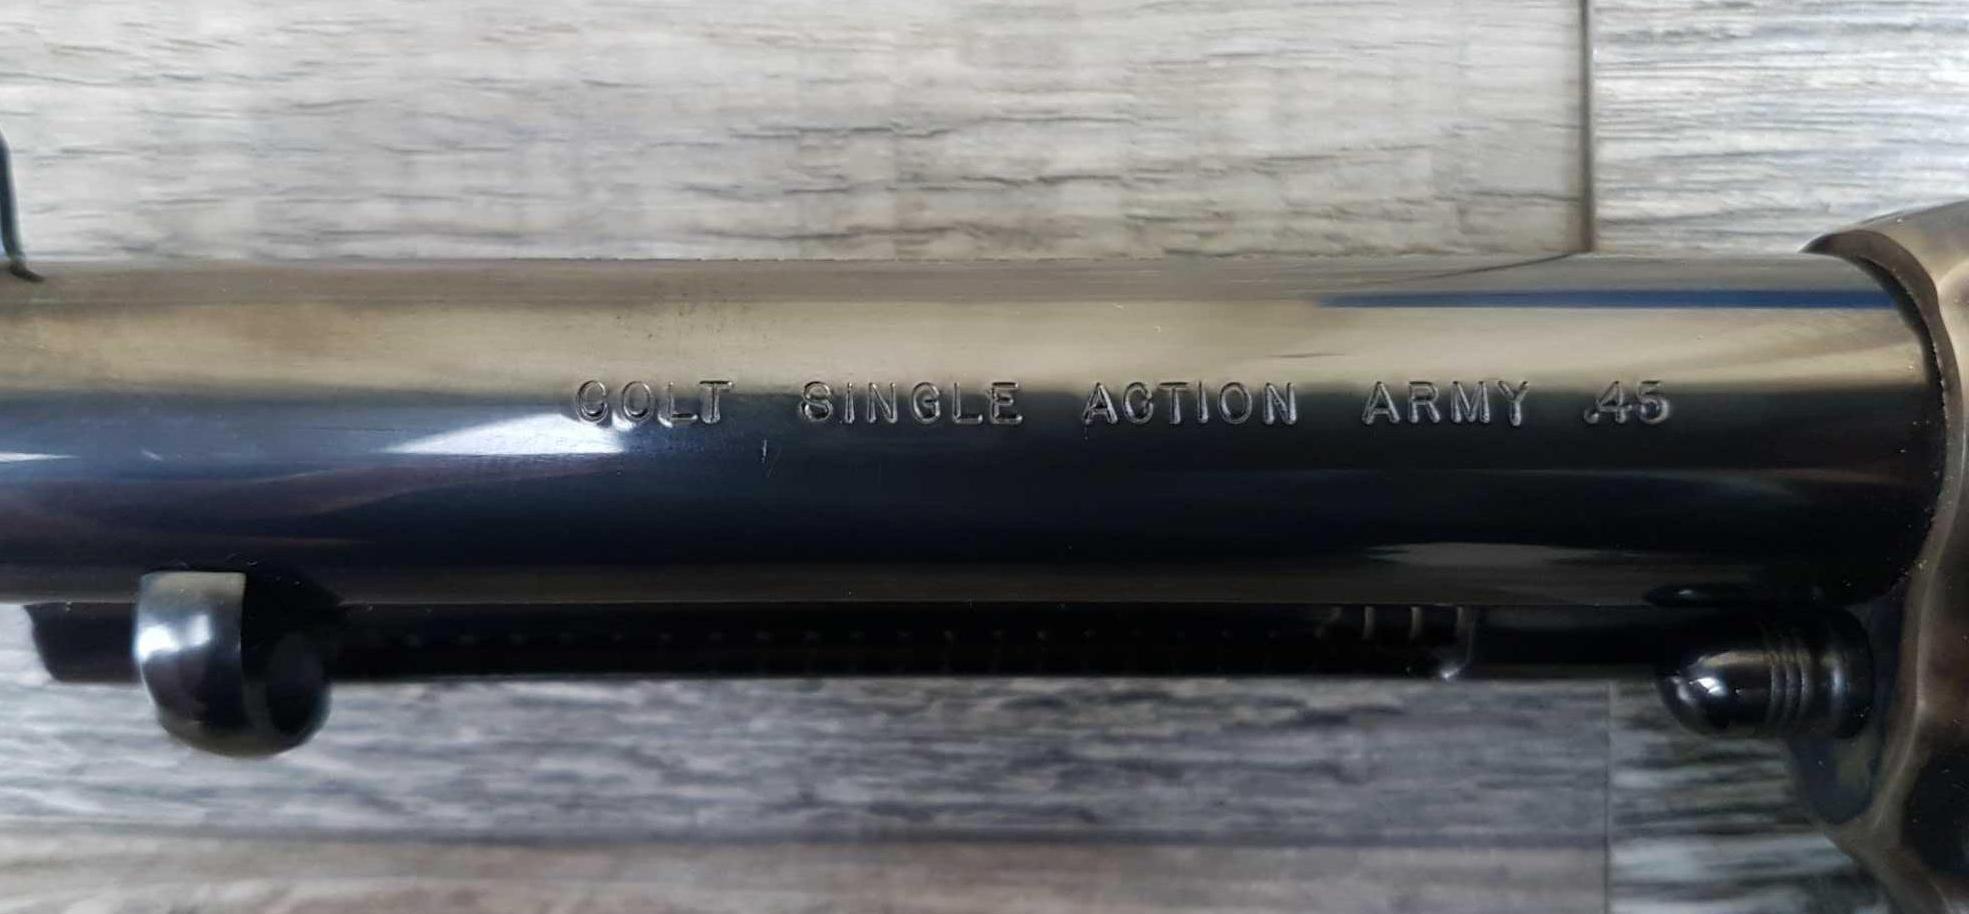 COLT SINGLE ACTION ARMY .45